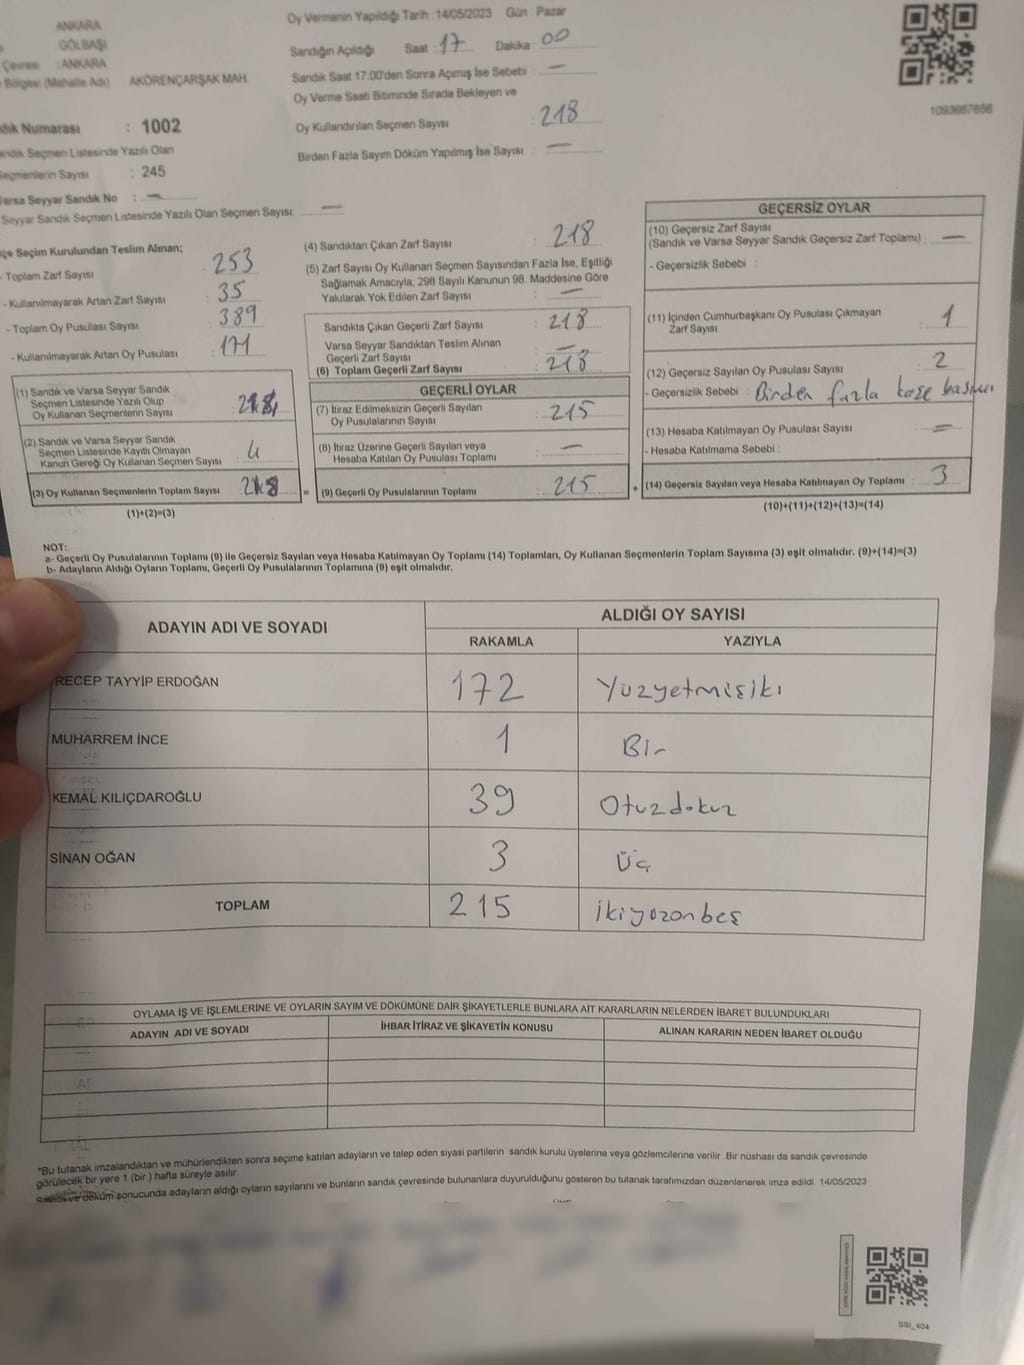 ANKARA
GÖLBAŞI
Çevresi : ANKARA
Bölgesi (Mahalle Adı) AKÖRENÇARŞAK MAH.
dık Numarası : 1002
andık Seçmen Listesinde Yazılı Olan
Seçmenlerin Sayısı : 245
Varsa Seyyar Sandık No : —
Seyyar Sandık Seçmen Listesinde Yazılı Olan Seçmen Sayısı: —
Oy Vermenin Yapıldığı Tarih :14/05/2023 Gün : Pazar
Sandığın Açıldığı Saat : 17 Dakika : 00
Sandık Saat 17:00'den Sonra Açımış İse Sebebi : —
Oy Verme Saati Bitiminde Sırada Bekleyen ve
Oy Kullandırılan Seçmen Sayısı : 218
Birden Fazla Sayım Döküm Yapılmış İse Sayısı : —
1093667656
çe Seçim Kurulundan Teslim Alınan;
- Toplam Zarf Sayısı : 253
- Kullanılmayarak Artan Zarf Sayısı : 35
- Toplam Oy Pusulası Sayısı : 389
- Kullanılmayarak Artan Oy Pusulası : 171
(1) Sandık ve Varsa Seyyar Sandık
Seçmen Listesinde Yazılı Olup
Oy Kullanan Seçmenlerin Sayısı :
(2) Sandık ve Varsa Seyyar Sandık
Seçmen Listesinde Kayıtlı Olmayan
Kanun Gereği Oy Kullanan Seçmen Sayısı : 4
(3) Oy Kullanan Seçmenlerin Toplam Sayısı : 218
(1)+(2)=(3)
(4) Sandıktan Çıkan Zarf Sayısı : 218
(5) Zarf Sayısı Oy Kullanan Seçmen Sayısından Fazla İse, Eşitliği
Sağlamak Amacıyla; 298 Sayılı Kanunun 98. Maddesine Göre
Yakılarak Yok Edilen Zarf Sayısı : —
Sandıkta Çıkan Geçerli Zarf Sayısı : 218
Varsa Seyyar Sandıktan Teslim Alınan
Geçerli Zarf Sayısı : —
(6) Toplam Geçerli Zarf Sayısı : 218
GEÇERLİ OYLAR
(7) İtiraz Edilmeksizin Geçerli Sayılan
Oy Pusulalarının Sayısı : 215
(8) İtiraz Üzerine Geçerli Sayılan veya
Hesaba Katılan Oy Pusulası Toplamı : —
= (9) Geçerli Oy Pusulalarının Toplamı : 215 +
GEÇERSİZ OYLAR
(10) Geçersiz Zarf Sayısı
(Sandık ve Varsa Seyyar Sandık Geçersiz Zarf Toplamı) : —
- Geçersizlik Sebebi :
(11) İçinden Cumhurbaşkanı Oy Pusulası Çıkmayan
Zarf Sayısı : 1
(12) Geçersiz Sayılan Oy Pusulası Sayısı : 2
- Geçersizlik Sebebi : Birden fazla kaşe basımı
(13) Hesaba Katılmayan Oy Pusulası Sayısı : —
- Hesaba Katılmama Sebebi :
(14) Geçersiz Sayılan veya Hesaba Katılmayan Oy Toplamı : 3
(10)+(11)+(12)+(13)=(14)
NOT:
a- Geçerli Oy Pusulalarının Toplamı (9) ile Geçersiz Sayılan veya Hesaba Katılmayan Oy Toplamı (14) Toplamları, Oy Kullanan Seçmenlerin Toplam Sayısına (3) eşit olmalıdır. (9)+(14)=(3)
b- Adayların Aldığı Oyların Toplamı, Geçerli Oy Pusulalarının Toplamına (9) eşit olmalıdır.
ADAYIN ADI VE SOYADI
ALDIĞI OY SAYISI
RAKAMLA YAZIYLA
RECEP TAYYİP ERDOĞAN 172 Yüzyetmişiki
MUHARREM İNCE 1 Bir
KEMAL KILIÇDAROĞLU 39 Otuzdokuz
SİNAN OĞAN 3 Üç
TOPLAM 215 ikiyüzonbeş
OYLAMA İŞ VE İŞLEMLERİNE VE OYLARIN SAYIM VE DÖKÜMÜNE DAİR ŞİKAYETLERLE BUNLARA AİT KARARLARIN NELERDEN İBARET BULUNDUKLARI
ADAYIN ADI VE SOYADI İHBAR İTİRAZ VE ŞİKAYETİN KONUSU ALINAN KARARIN NEDEN İBARET OLDUĞU
*Bu tutanak imzalandıktan ve mühürlendikten sonra seçime katılan adayların ve talep eden siyasi partilerin sandık kurulu üyelerine veya gözlemcilerine verilir .Bir nüshası da sandık çevresinde
görülecek bir yere 1 (bir ) hafta süreyle asılır.
ve döküm sonucunda adayların aldığı oyların sayılarını ve bunların sandık çevresinde bulunanlara duyurulduğunu gösteren bu tutanak tarafımızdan düzenlenerek imza edildi. 14/05/2023
SGI_404